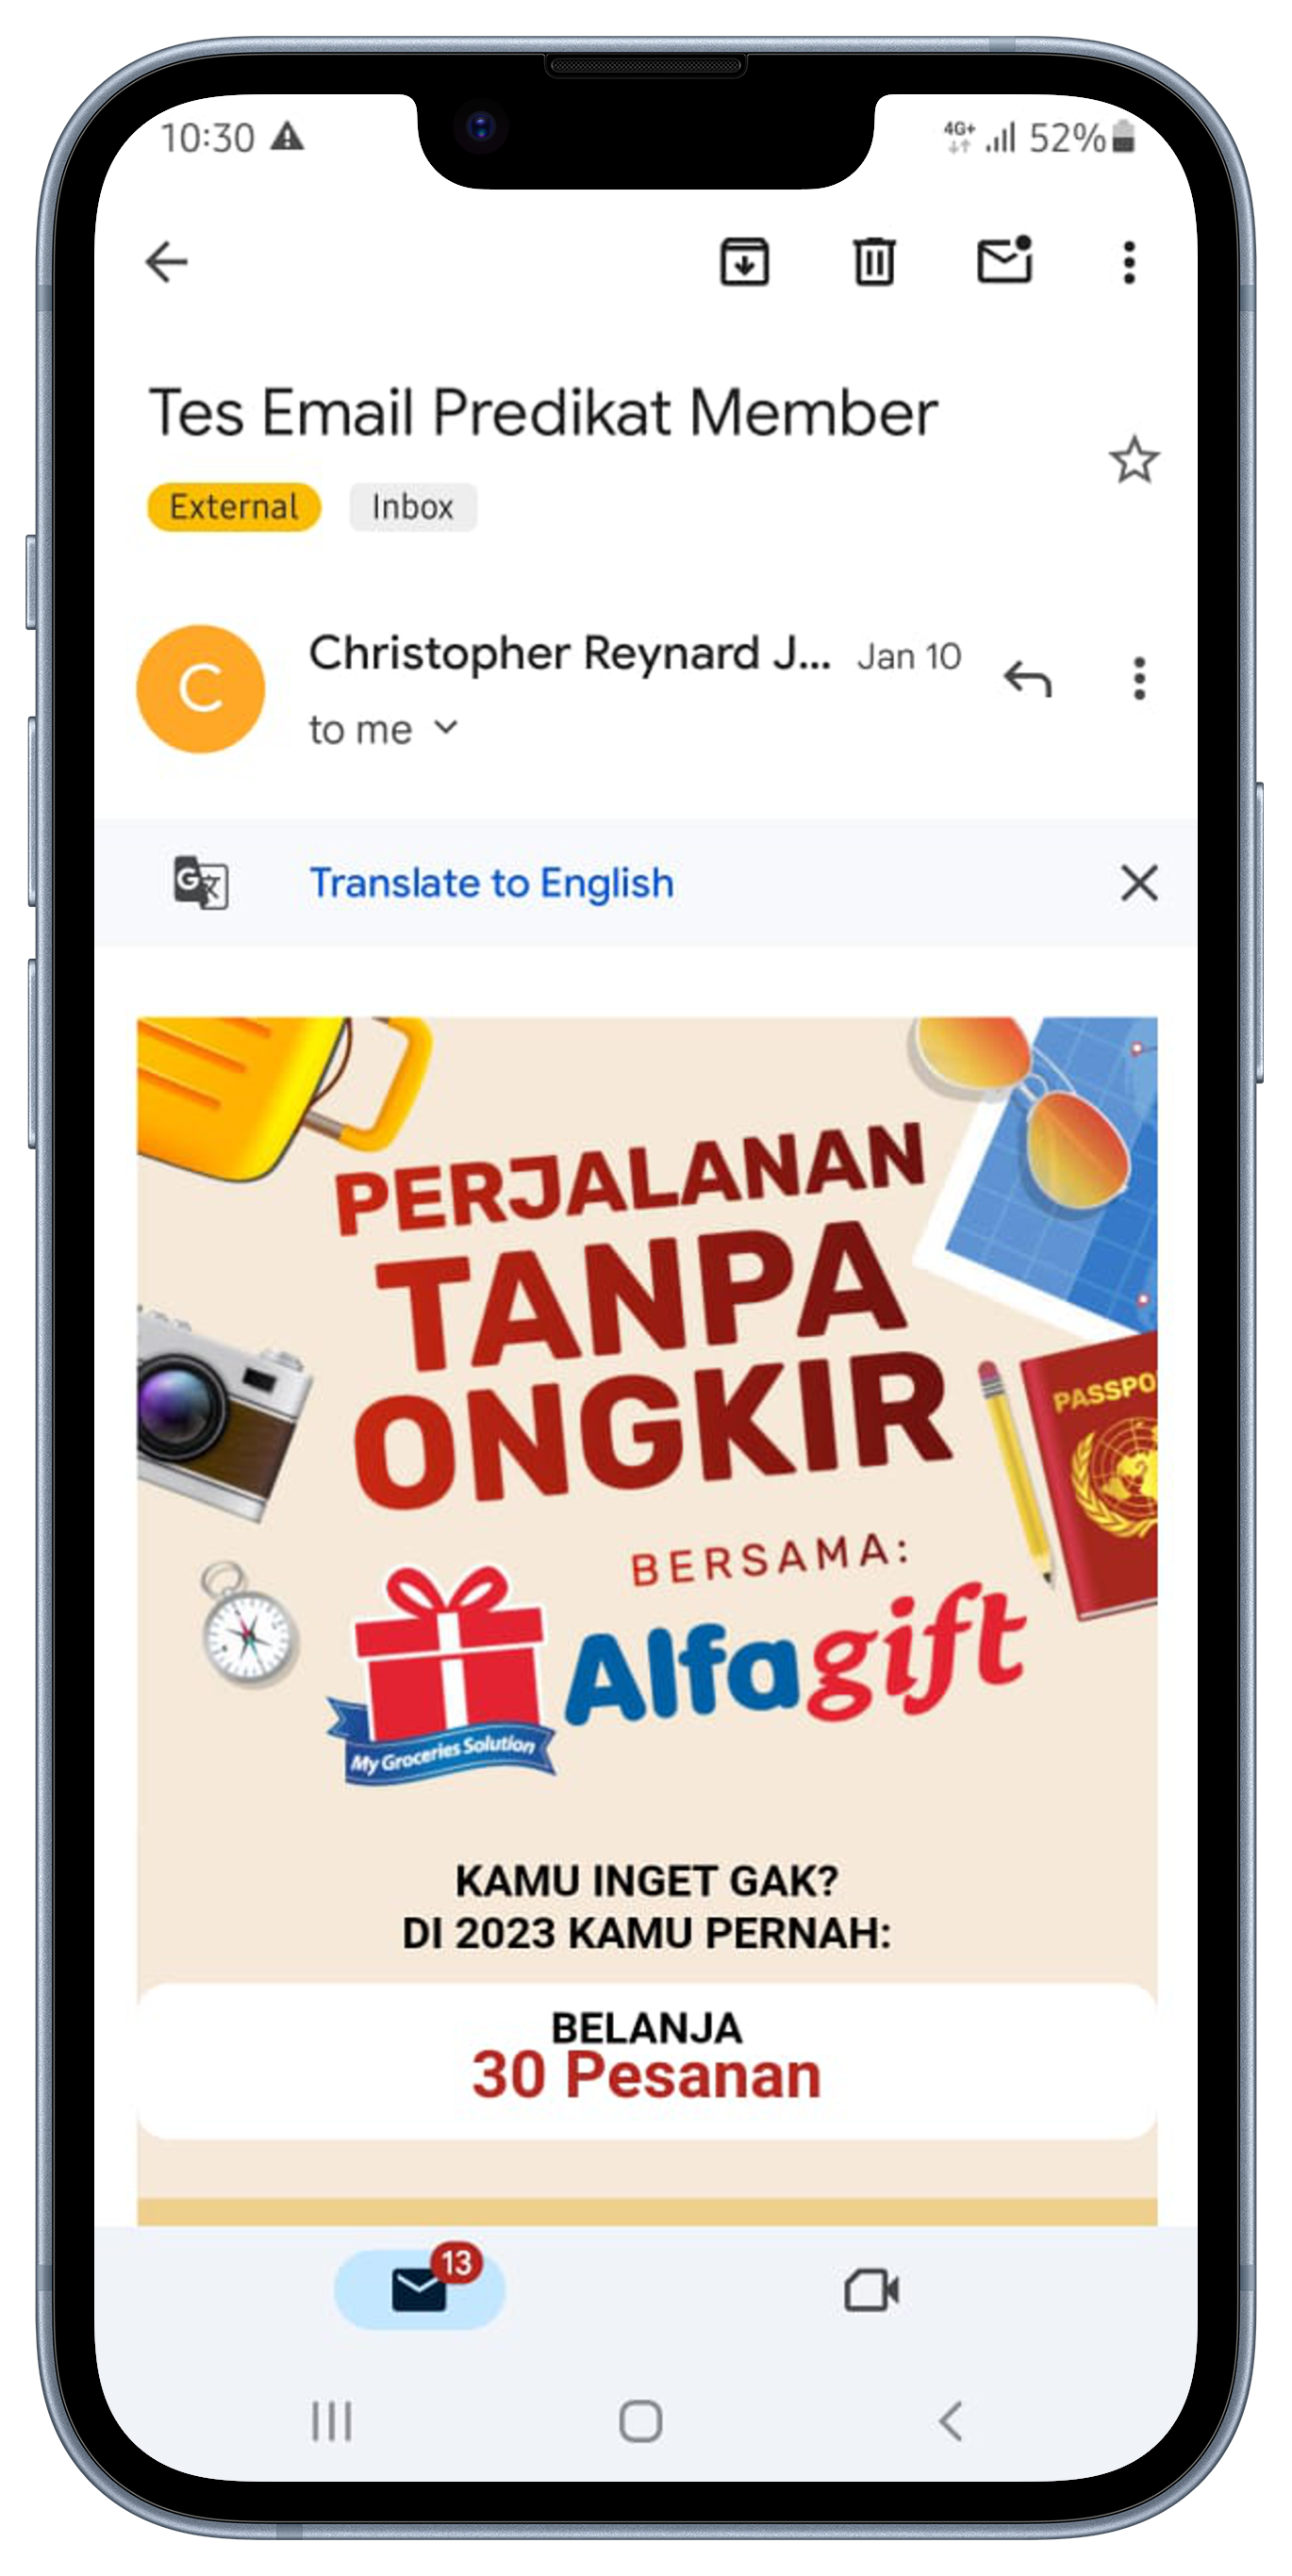 10:30
4G+ 52%
Tes Email Predikat Member
External Inbox
C
Christopher Reynard J... Jan 10
to me
G文
Translate to English
PERJALANAN
TANPA
ONGKIR
PASSPO
BERSAMA:
Alfagift
My Groceries Solution
KAMU INGET GAK?
DI 2023 KAMU PERNAH:
BELANJA
30 Pesanan
13